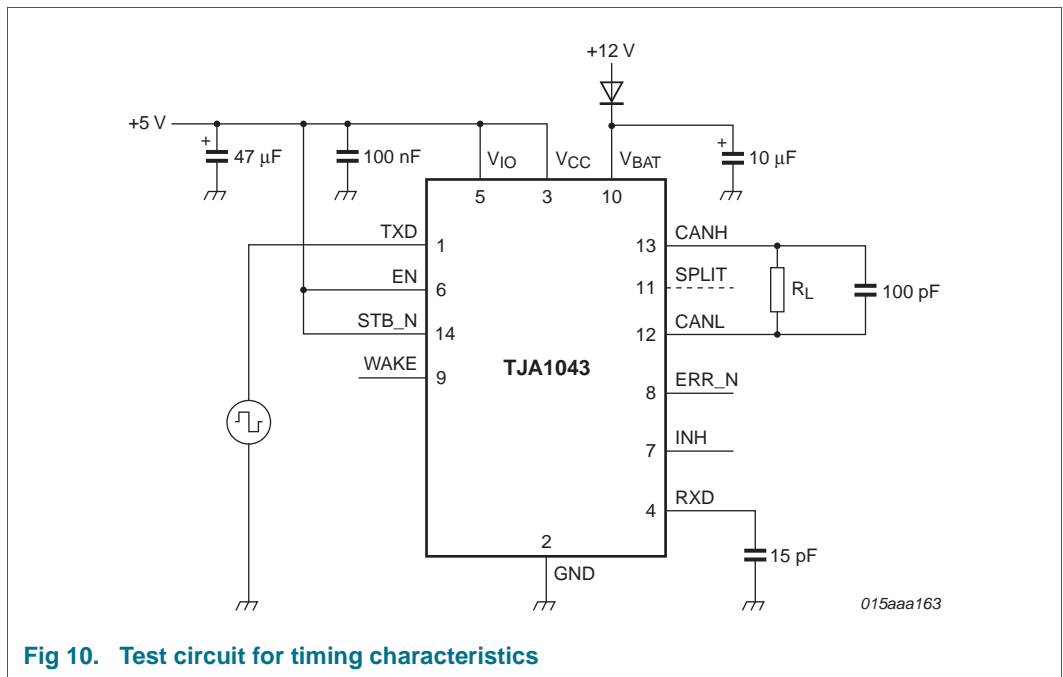 +12 V
+5 V
+
47 μF
100 nF
VIO
VCC
VBAT
+
10 μF
5
3
10
TXD
1
13
CANH
EN
6
11
SPLIT
RL
100 pF
STB_N
14
12
CANL
WAKE
9
TJA1043
8
ERR_N
7
INH
4
RXD
2
GND
15 pF
015aaa163
Fig 10. Test circuit for timing characteristics